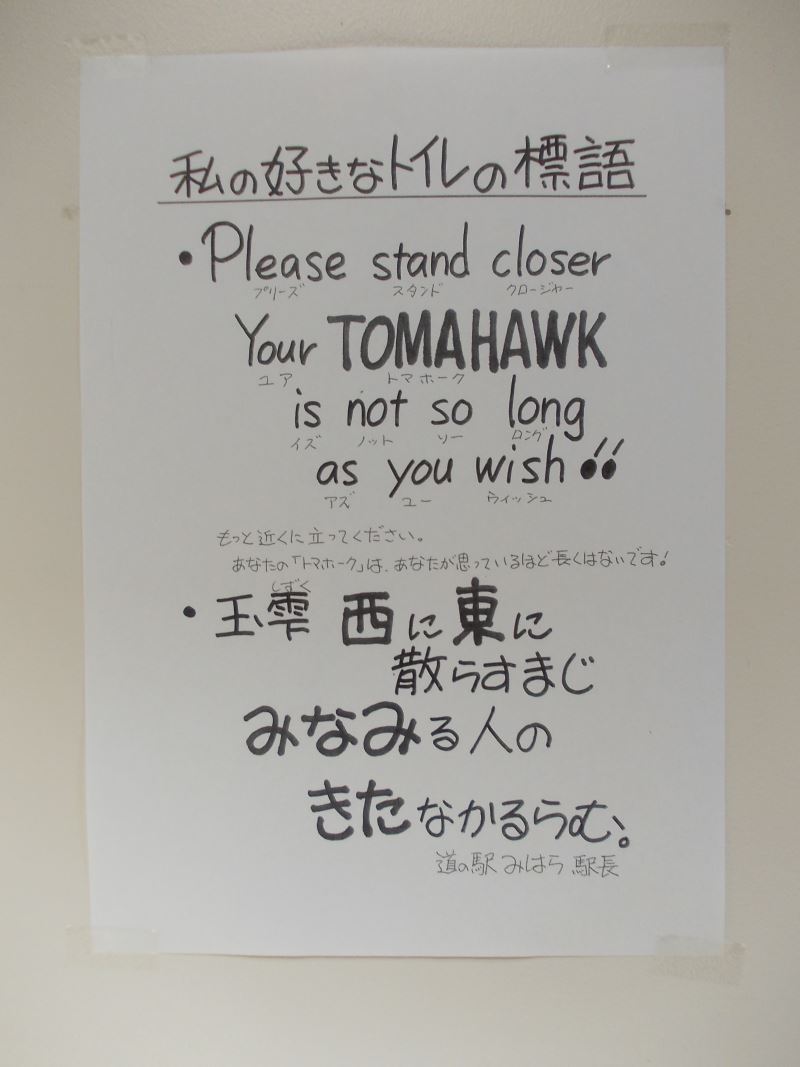 私の好きなトイレの標語
・Please stand closer
プリーズ スタンド クロージャー
Your TOMAHAWK
ユア トマホーク
is not so long
イズ ノット ソー ロング
as you wish!!
アズ ユー ウィッシュ
もっと近くに立ってください。
あなたの「トマホーク」は、あなたが思っているほど長くはないです!
しずく
・玉雫 西に東に
散らすまじ
みなみる人の
きたなかるらむ。
道の駅 みはら 駅長